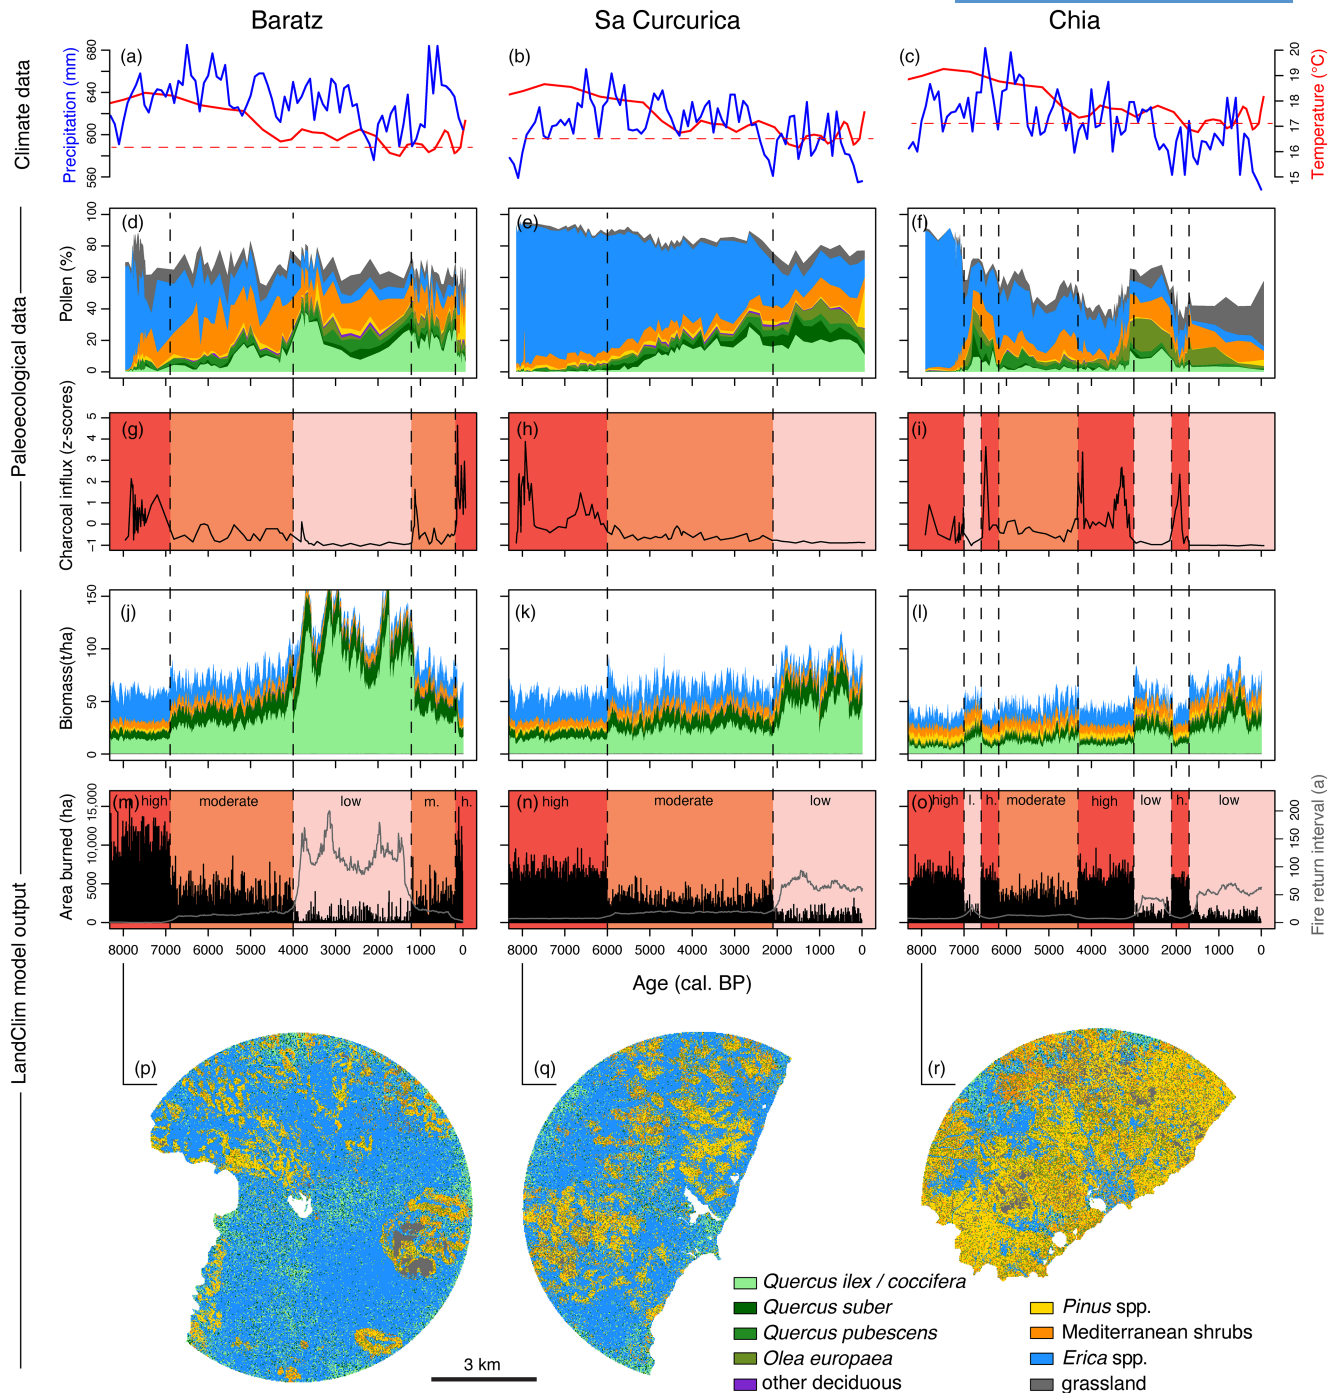 Baratz
Sa Curcurica
Chia
Climate data
Precipitation (mm)
680
640
600
560
(a)
(b)
(c)
20
19
18
17
16
15
Temperature (°C)
Paleoecological data
Pollen (%)
100
80
60
40
20
0
(d)
(e)
(f)
Charcoal influx (z-scores)
5
4
3
2
1
0
−1
(g)
(h)
(i)
LandClim model output
Biomass(t/ha)
150
100
50
0
(j)
(k)
(l)
Area burned (ha)
15,000
10,000
5000
0
(m) high moderate low m. h.
(n) high moderate low
(o) high l. h. moderate high low h. low
200
150
100
50
0
Fire return interval (a)
8000 7000 6000 5000 4000 3000 2000 1000 0
8000 7000 6000 5000 4000 3000 2000 1000 0
8000 7000 6000 5000 4000 3000 2000 1000 0
Age (cal. BP)
(p)
(q)
(r)
3 km
Quercus ilex / coccifera
Quercus suber
Quercus pubescens
Olea europaea
other deciduous
Pinus spp.
Mediterranean shrubs
Erica spp.
grassland